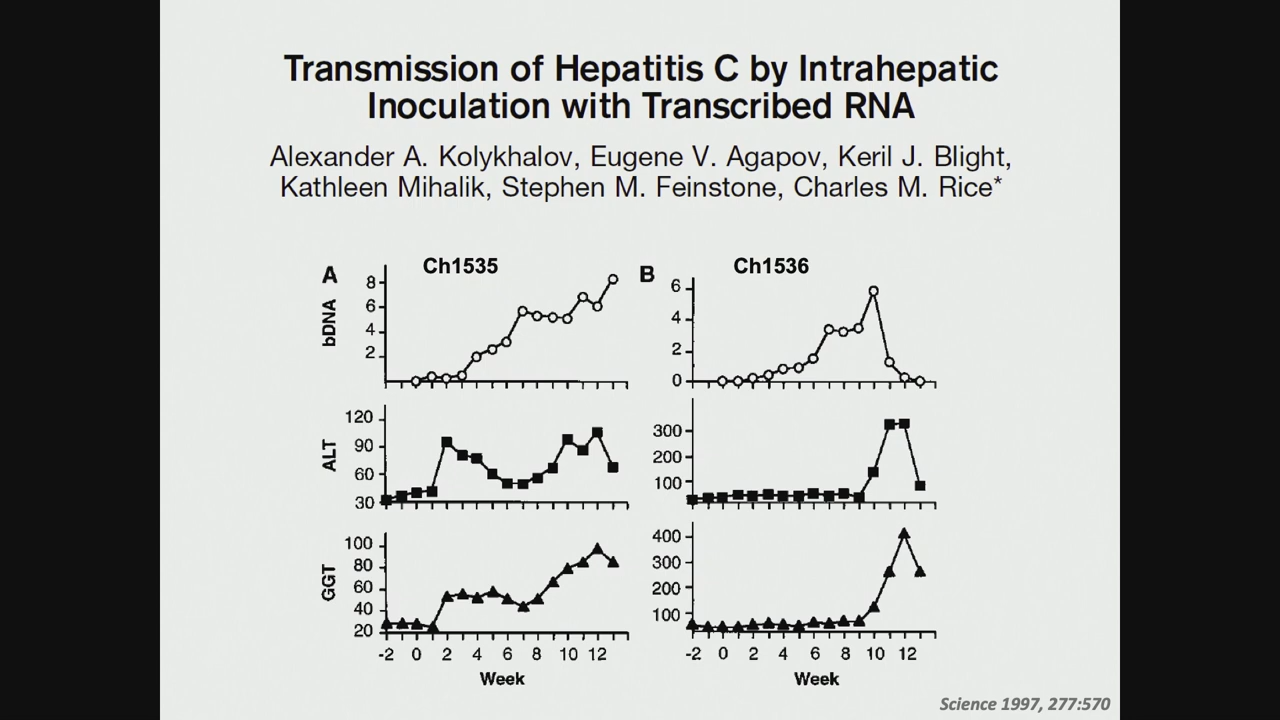 Transmission of Hepatitis C by Intrahepatic
Inoculation with Transcribed RNA
Alexander A. Kolykhalov, Eugene V. Agapov, Keril J. Blight,
Kathleen Mihalik, Stephen M. Feinstone, Charles M. Rice*
A
Ch1535
bDNA
8
6
4
2
ALT
120
90
60
30
GGT
100
80
60
40
20
-2 0 2 4 6 8 10 12
Week
B
Ch1536
6
4
2
0
300
200
100
400
300
200
100
-2 0 2 4 6 8 10 12
Week
Science 1997, 277:570